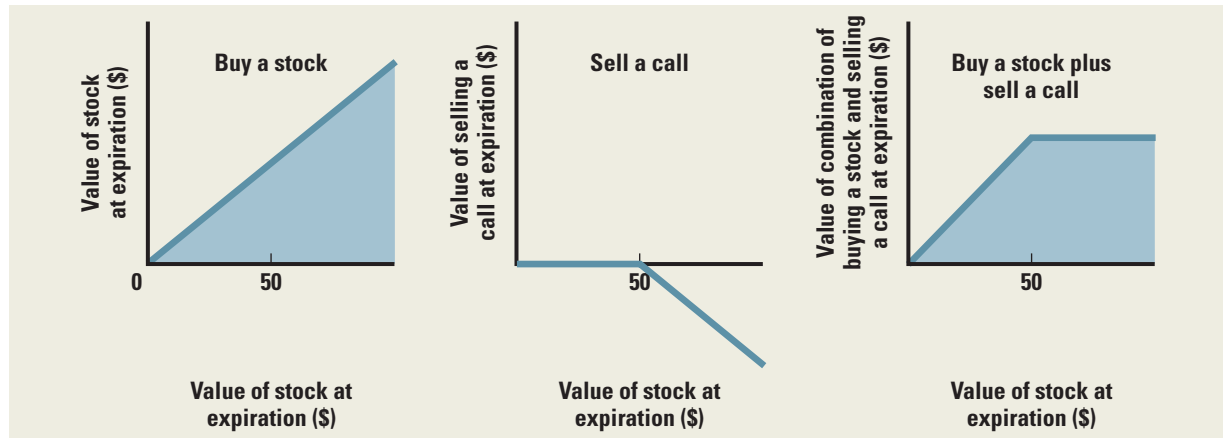 Value of stock
at expiration ($)
Buy a stock
0
50
Value of stock at
expiration ($)
Value of selling a
call at expiration ($)
Sell a call
50
Value of stock at
expiration ($)
Value of combination of
buying a stock and selling
a call at expiration ($)
Buy a stock plus
sell a call
50
Value of stock at
expiration ($)